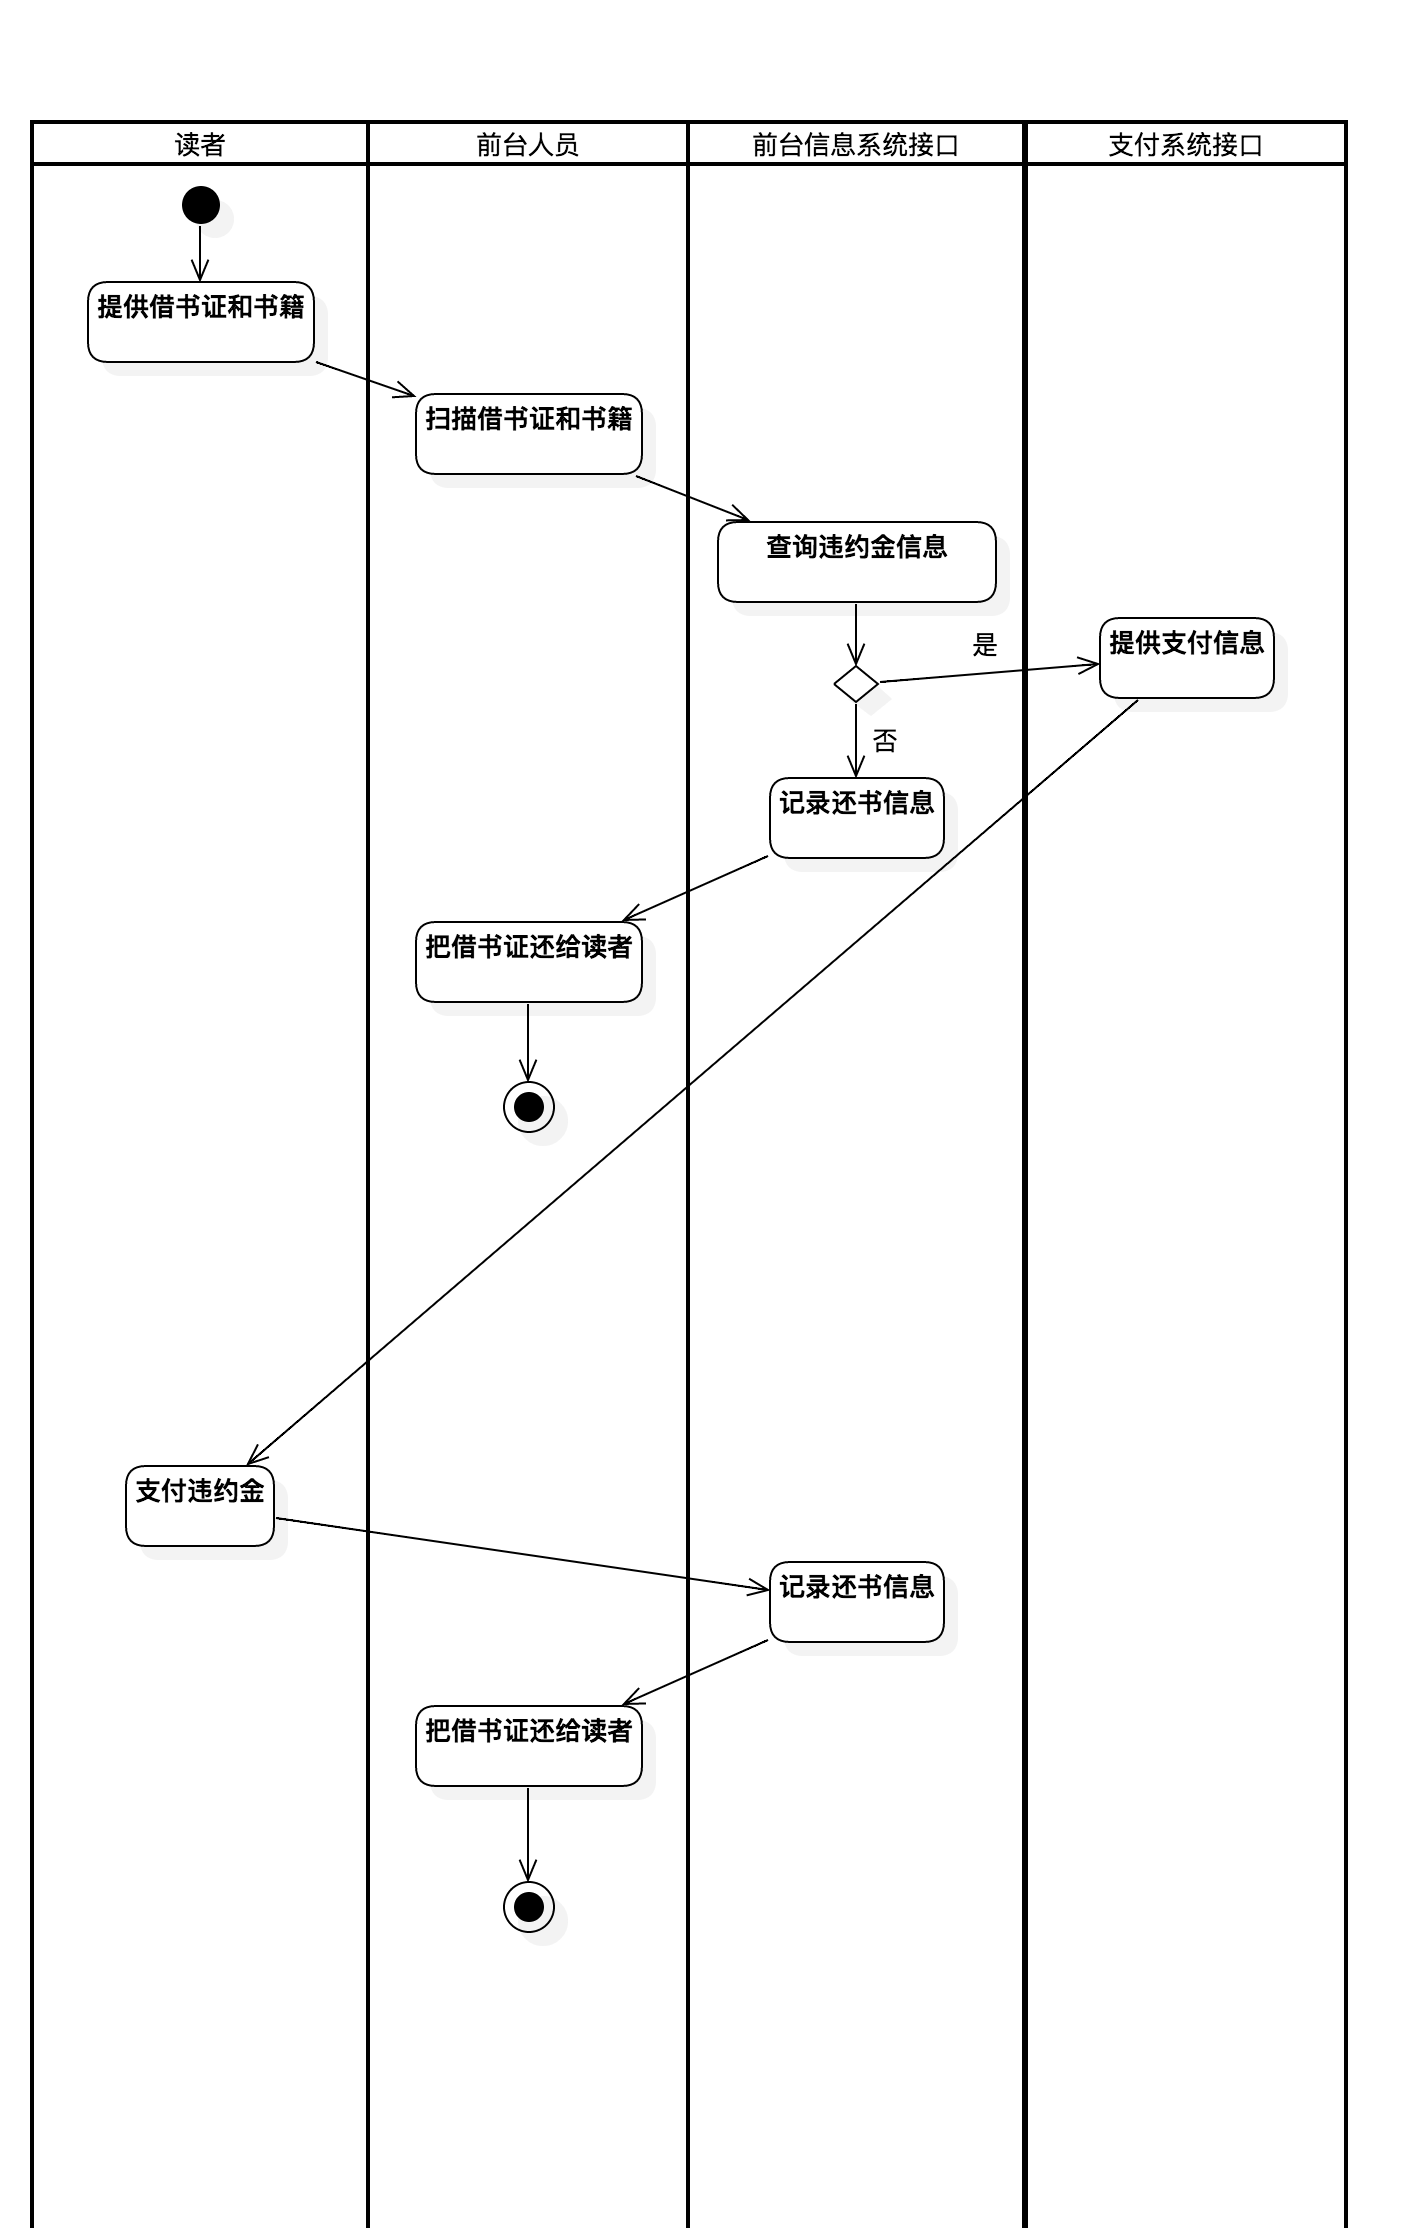 读者
前台人员
前台信息系统接口
支付系统接口
提供借书证和书籍
扫描借书证和书籍
查询违约金信息
是
提供支付信息
否
记录还书信息
把借书证还给读者
支付违约金
记录还书信息
把借书证还给读者